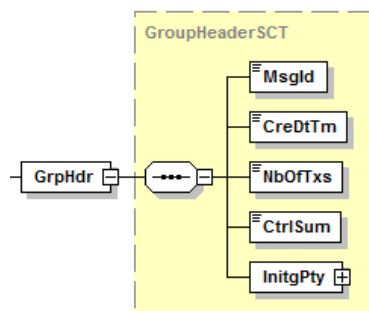 GroupHeaderSCT
MsgId
CreDtTm
GrpHdr
NbOfTxs
CtrlSum
InitgPty